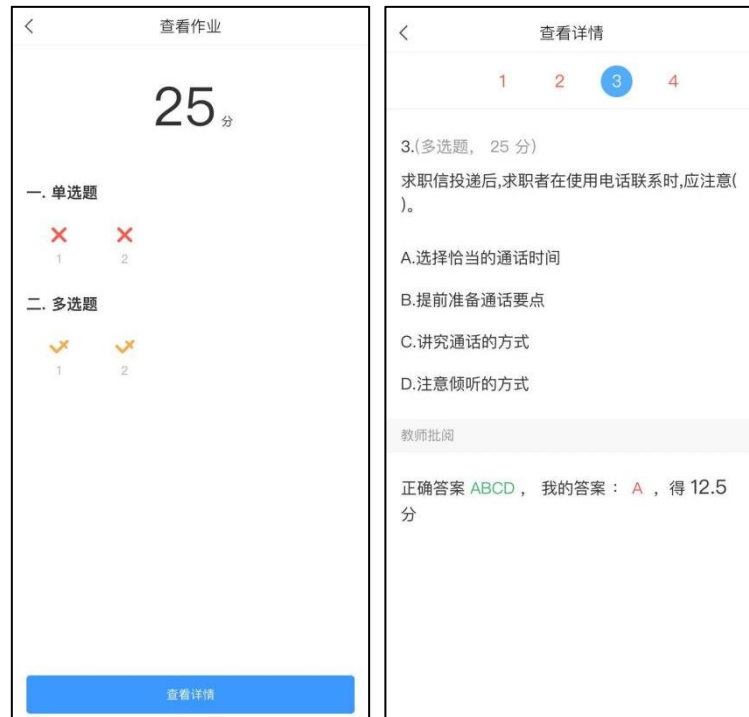 查看作业
25 分
一. 单选题
1 2
二. 多选题
1 2
查看详情
查看详情
1 2 3 4
3.(多选题, 25 分)
求职信投递后,求职者在使用电话联系时,应注意(
)。
A.选择恰当的通话时间
B.提前准备通话要点
C.讲究通话的方式
D.注意倾听的方式
教师批阅
正确答案 ABCD , 我的答案: A , 得 12.5
分